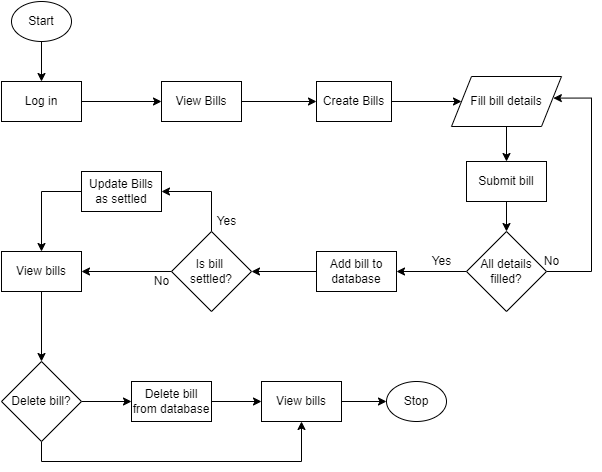 Start
Log in
View Bills
Create Bills
Fill bill details
Submit bill
Update Bills
as settled
Yes
View bills
No
Is bill
settled?
Add bill to
database
Yes
All details
filled?
No
Delete bill?
Delete bill
from database
View bills
Stop